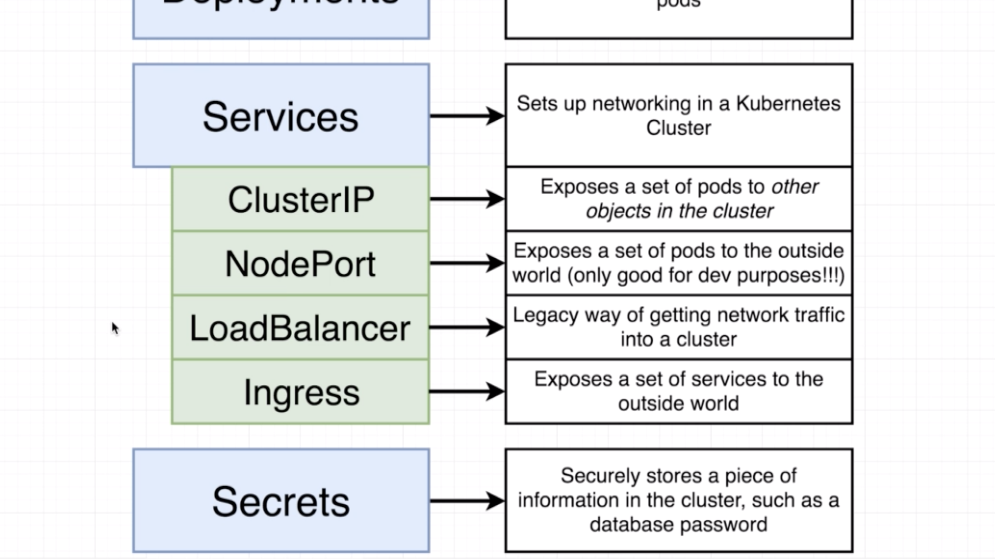 Deployments
pods
Services
Sets up networking in a Kubernetes
Cluster
ClusterIP
Exposes a set of pods to other
objects in the cluster
NodePort
Exposes a set of pods to the outside
world (only good for dev purposes!!!)
LoadBalancer
Legacy way of getting network traffic
into a cluster
Ingress
Exposes a set of services to the
outside world
Secrets
Securely stores a piece of
information in the cluster, such as a
database password